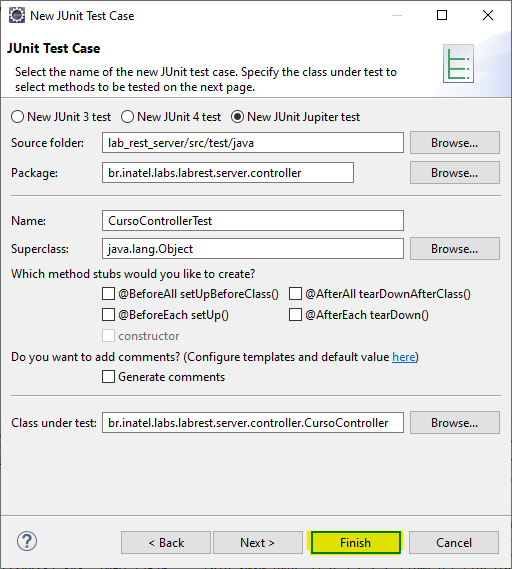 New JUnit Test Case
JUnit Test Case
Select the name of the new JUnit test case. Specify the class under test to
select methods to be tested on the next page.
New JUnit 3 test New JUnit 4 test New JUnit Jupiter test
Source folder: lab_rest_server/src/test/java Browse...
Package: br.inatel.labs.labrest.server.controller Browse...
Name: CursoControllerTest
Superclass: java.lang.Object Browse...
Which method stubs would you like to create?
@BeforeAll setUpBeforeClass() @AfterAll tearDownAfterClass()
@BeforeEach setUp() @AfterEach tearDown()
constructor
Do you want to add comments? (Configure templates and default value here)
Generate comments
Class under test: br.inatel.labs.labrest.server.controller.CursoController Browse...
? < Back Next > Finish Cancel